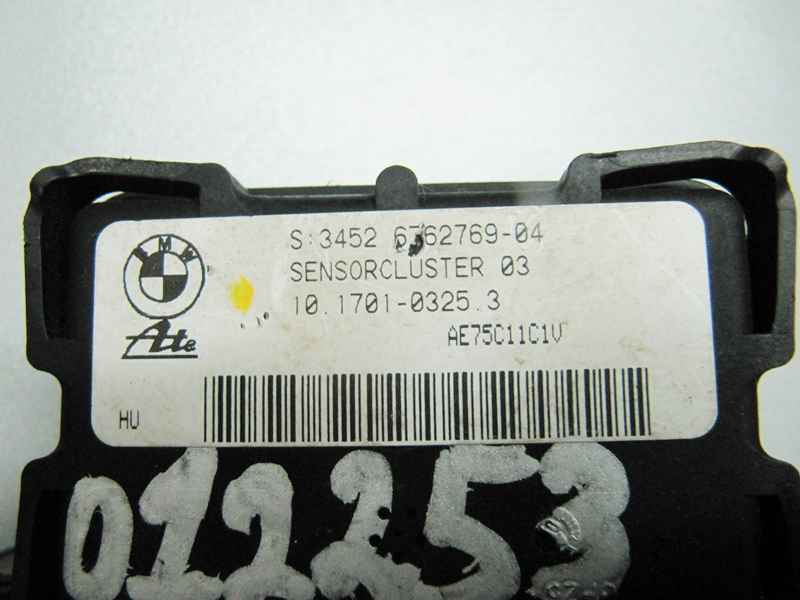 BMW
S:3452 6762769-04
SENSORCLUSTER 03
10.1701-0325.3
Ate
AE75C11C1V
HU
012253